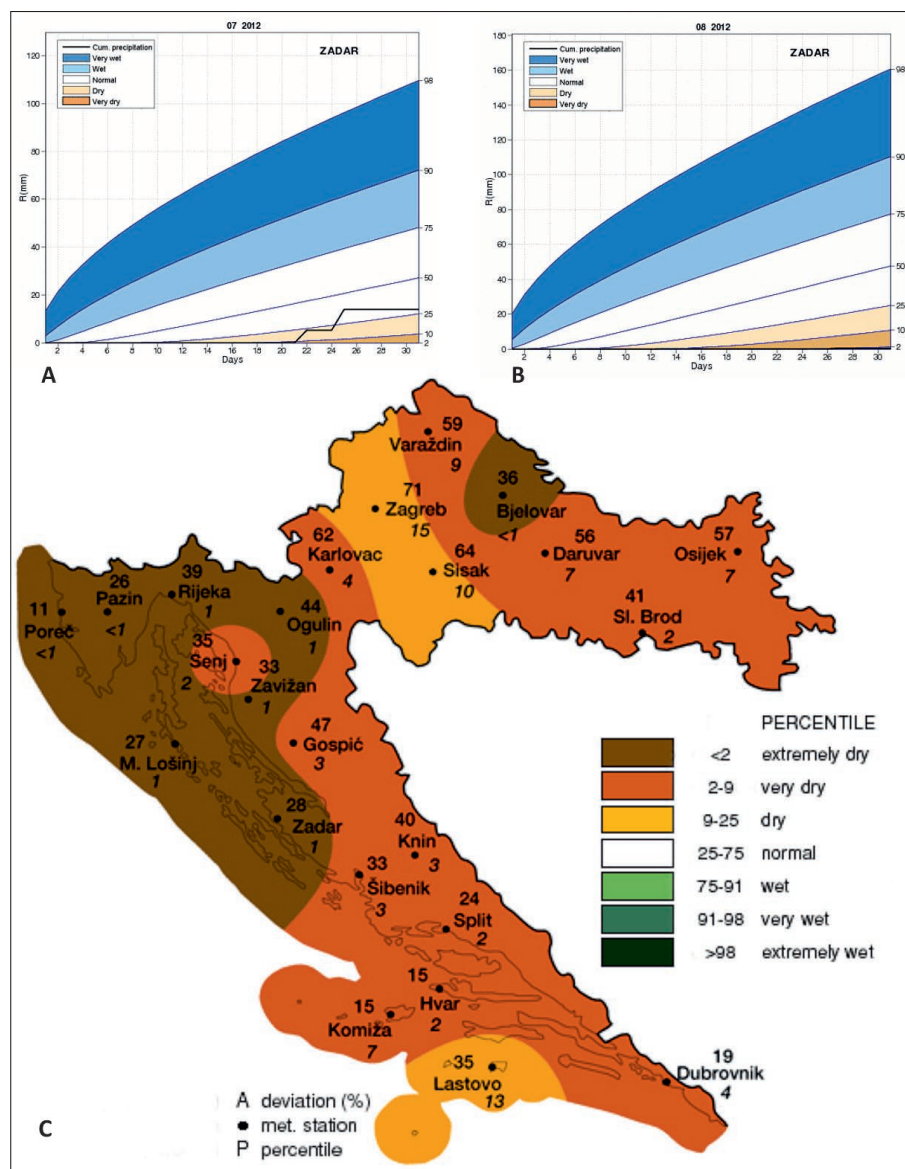 07 2012
ZADAR
Cum. precipitation
Very wet
Wet
Normal
Dry
Very dry
R(mm)
120
100
80
60
40
20
0
98
90
75
50
25
10
2
2 4 6 8 10 12 14 16 18 20 22 24 26 28 30
Days
A
08 2012
ZADAR
Cum. precipitation
Very wet
Wet
Normal
Dry
Very dry
R(mm)
180
160
140
120
100
80
60
40
20
0
98
90
75
50
25
10
2
2 4 6 8 10 12 14 16 18 20 22 24 26 28 30
Days
B
59
Varaždin
9
36
Bjelovar
<1
71
Zagreb
15
62
Karlovac
4
64
Sisak
10
56
Daruvar
7
57
Osijek
7
41
Sl. Brod
2
11
Poreč
<1
26
Pazin
<1
39
Rijeka
1
44
Ogulin
1
35
Senj
2
33
Zavižan
1
27
M. Lošinj
1
47
Gospić
3
28
Zadar
1
40
Knin
3
33
Šibenik
3
24
Split
2
15
Hvar
2
15
Komiža
7
35
Lastovo
13
19
Dubrovnik
4
PERCENTILE
<2 extremely dry
2-9 very dry
9-25 dry
25-75 normal
75-91 wet
91-98 very wet
>98 extremely wet
A deviation (%)
met. station
P percentile
C